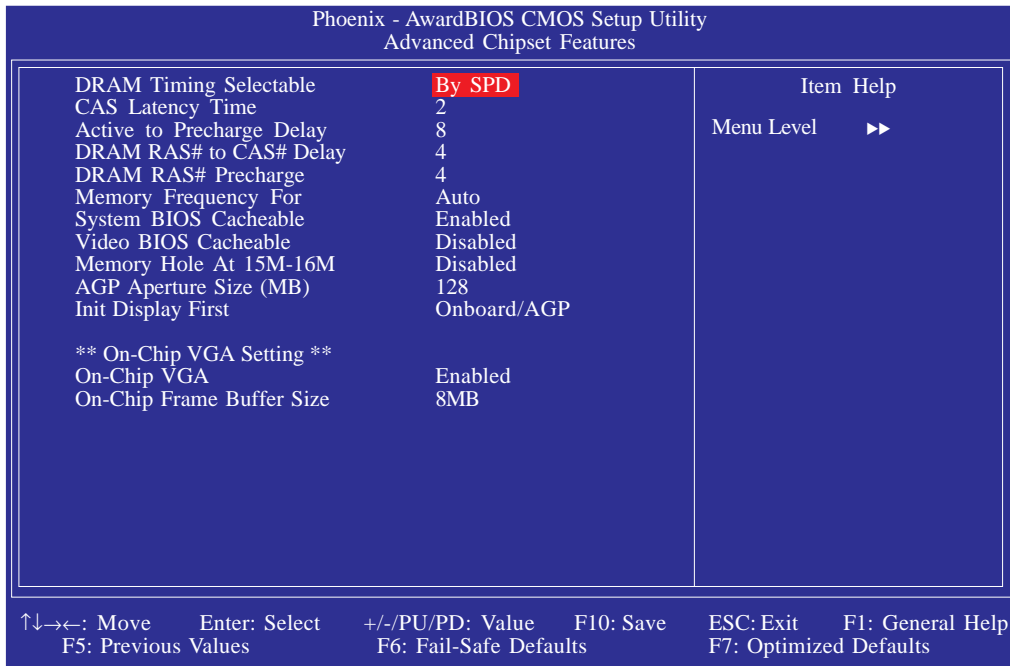 Phoenix - AwardBIOS CMOS Setup Utility
Advanced Chipset Features
DRAM Timing Selectable By SPD
CAS Latency Time 2
Active to Precharge Delay 8
DRAM RAS# to CAS# Delay 4
DRAM RAS# Precharge 4
Memory Frequency For Auto
System BIOS Cacheable Enabled
Video BIOS Cacheable Disabled
Memory Hole At 15M-16M Disabled
AGP Aperture Size (MB) 128
Init Display First Onboard/AGP
** On-Chip VGA Setting **
On-Chip VGA Enabled
On-Chip Frame Buffer Size 8MB
Item Help
Menu Level ▸▸
↑↓→←: Move Enter: Select +/-/PU/PD: Value F10: Save ESC: Exit F1: General Help
F5: Previous Values F6: Fail-Safe Defaults F7: Optimized Defaults